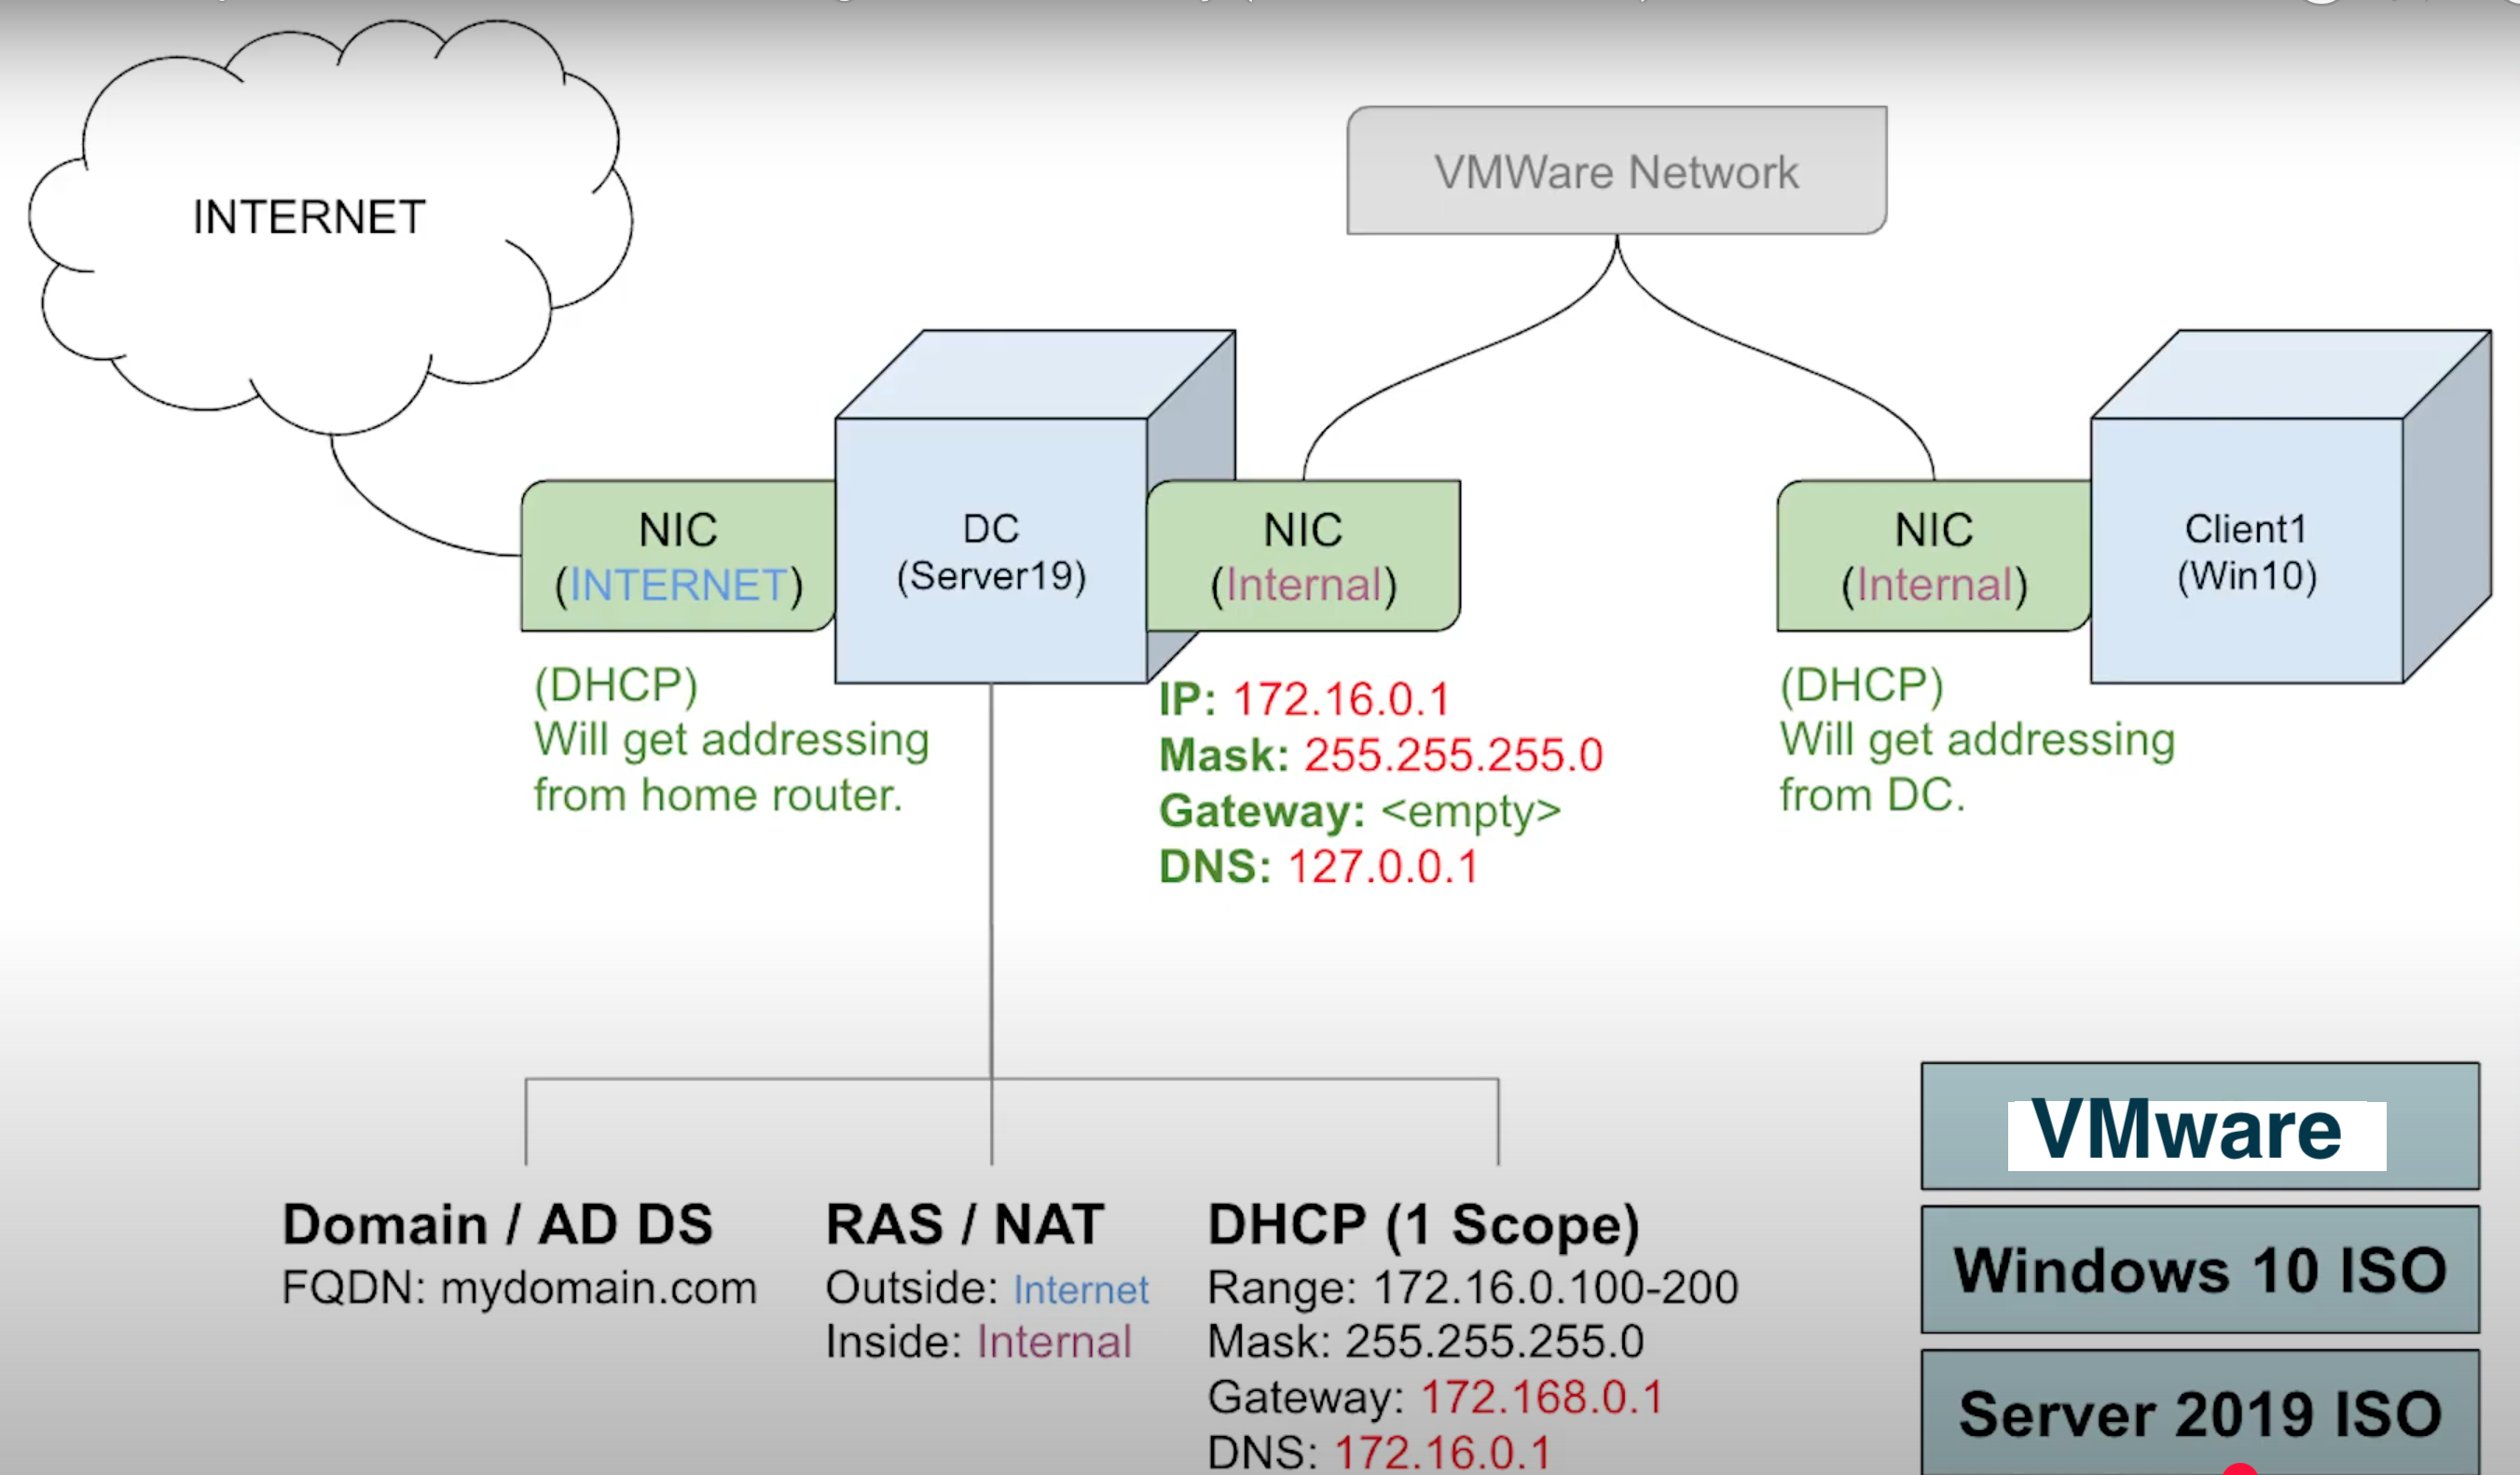 INTERNET
VMWare Network
NIC
(INTERNET)
DC
(Server19)
NIC
(Internal)
NIC
(Internal)
Client1
(Win10)
(DHCP)
Will get addressing
from home router.
IP: 172.16.0.1
Mask: 255.255.255.0
Gateway: <empty>
DNS: 127.0.0.1
(DHCP)
Will get addressing
from DC.
Domain / AD DS
FQDN: mydomain.com
RAS / NAT
Outside: Internet
Inside: Internal
DHCP (1 Scope)
Range: 172.16.0.100-200
Mask: 255.255.255.0
Gateway: 172.168.0.1
DNS: 172.16.0.1
VMware
Windows 10 ISO
Server 2019 ISO